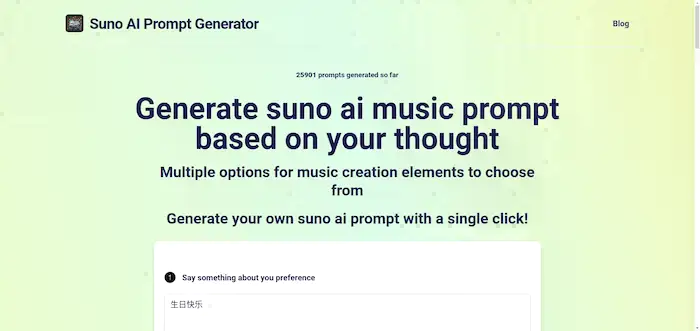 Suno AI Prompt Generator
Blog
25901 prompts generated so far
Generate suno ai music prompt
based on your thought
Multiple options for music creation elements to choose
from
Generate your own suno ai prompt with a single click!
1 Say something about you preference
生日快乐